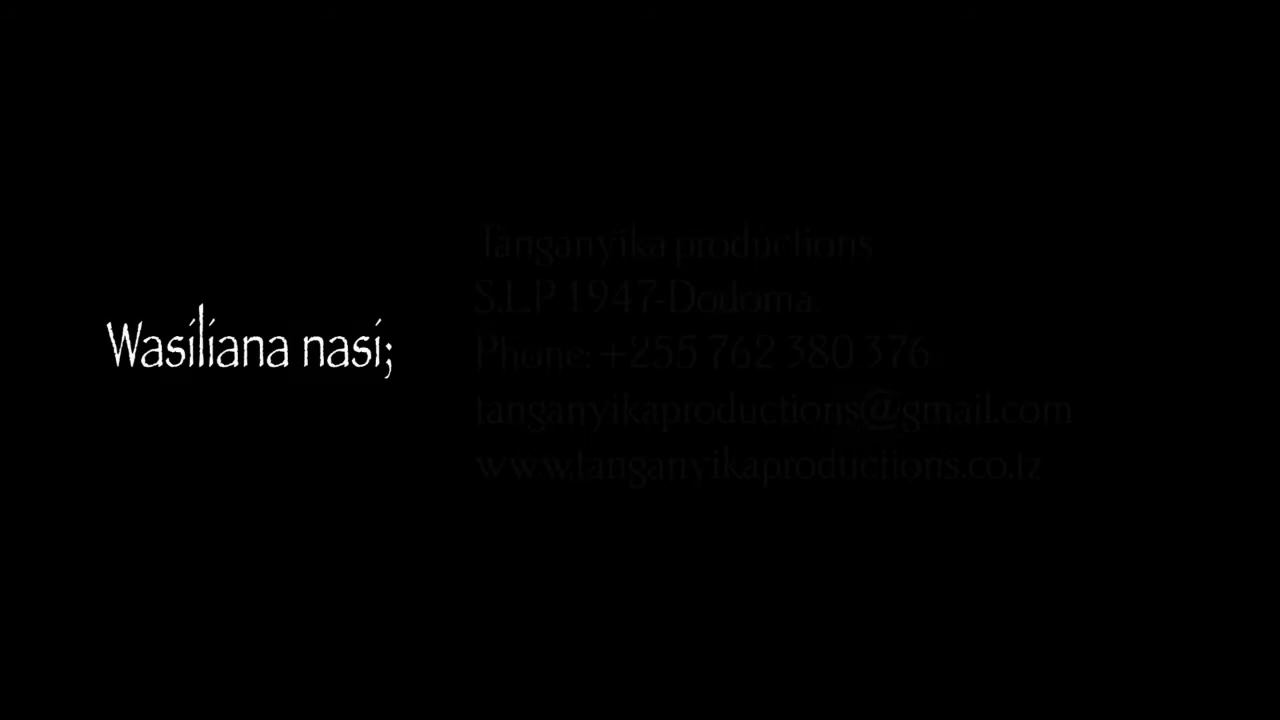 Wasiliana nasi;
Tanganyika productions
S.L.P 1947-Dodoma.
Phone: +255 762 380 376
tanganyikaproductions@gmail.com
www.tanganyikaproductions.co.tz